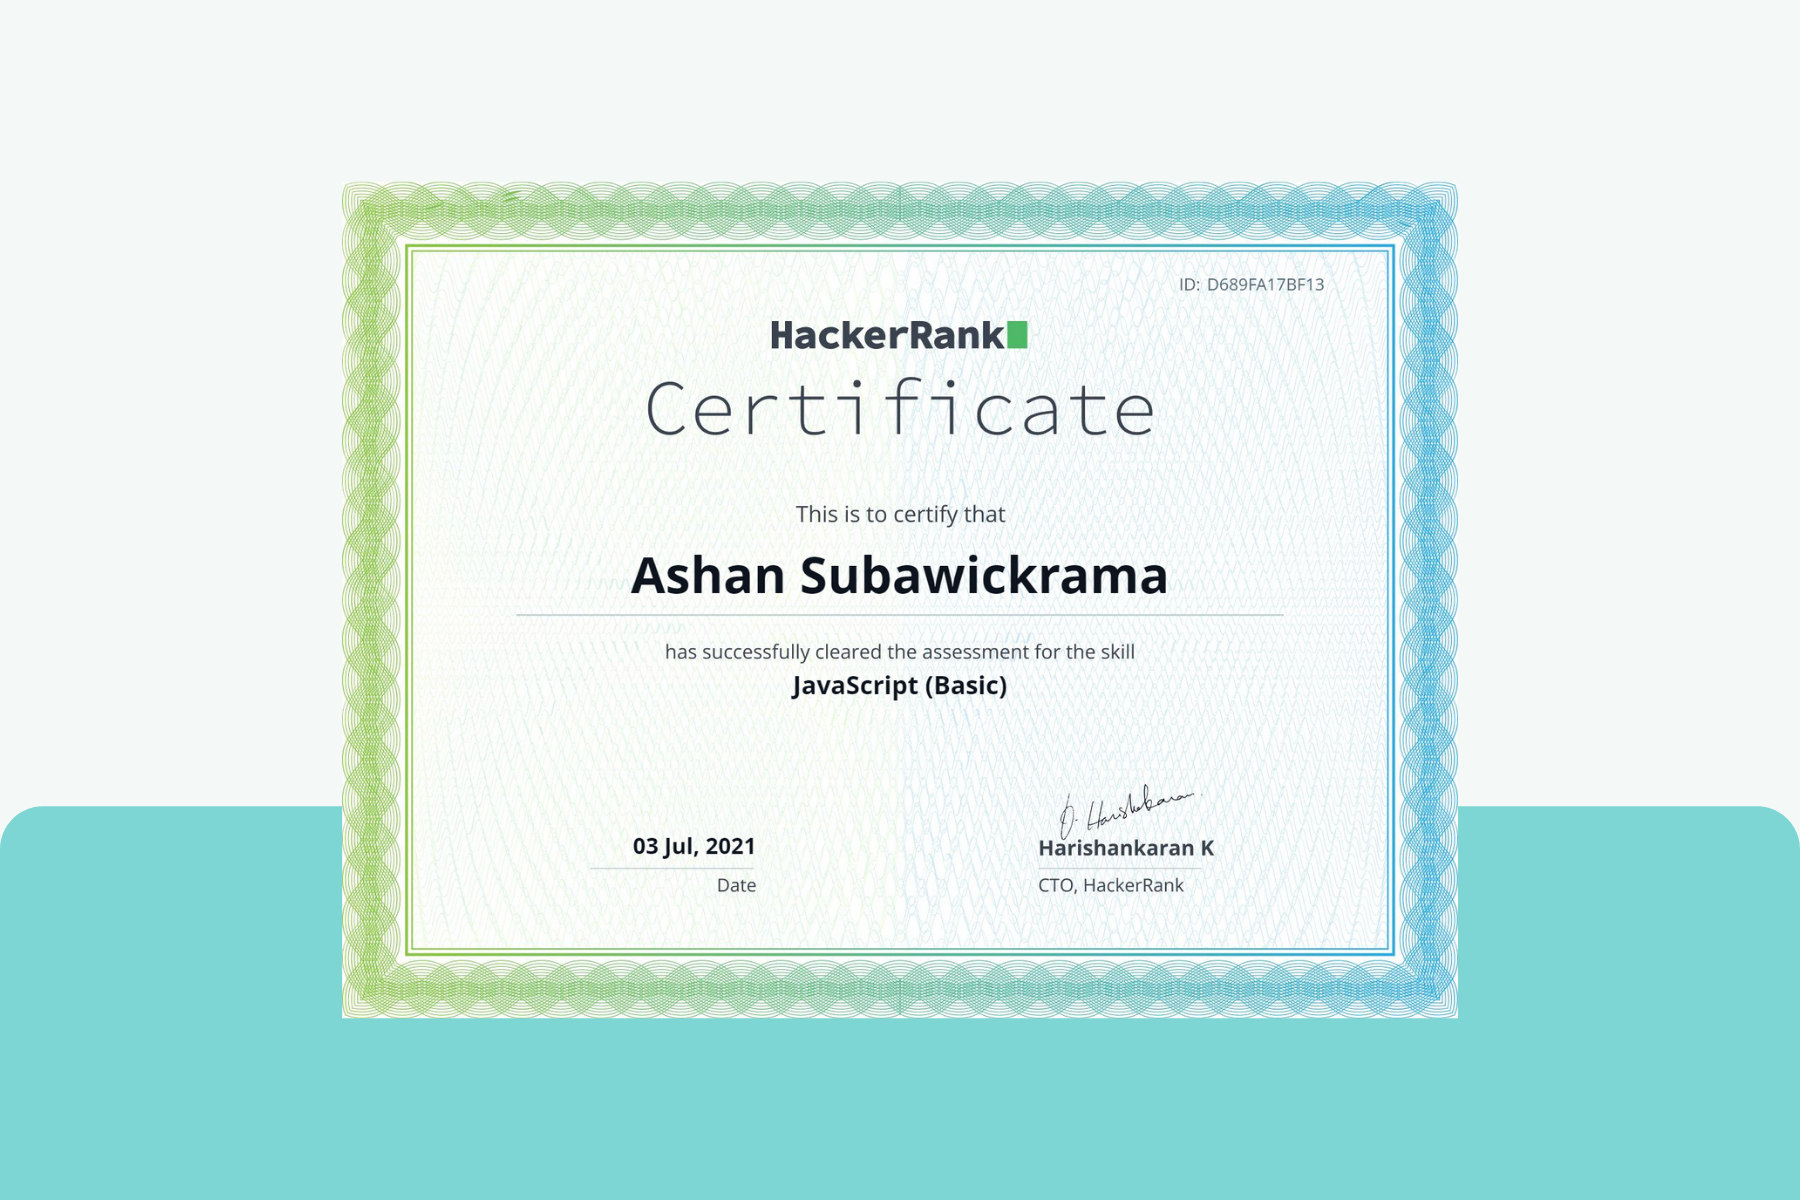 ID: D689FA17BF13
HackerRank
Certificate
This is to certify that
Ashan Subawickrama
has successfully cleared the assessment for the skill
JavaScript (Basic)
03 Jul, 2021
Date
Harishankaran
Harishankaran K
CTO, HackerRank